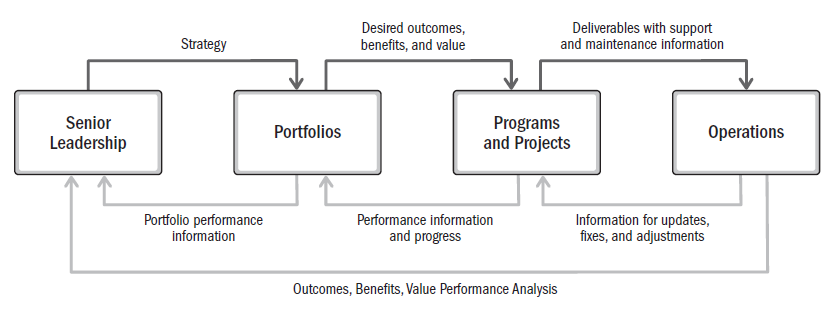 Strategy
Desired outcomes,
benefits, and value
Deliverables with support
and maintenance information
Senior
Leadership
Portfolios
Programs
and Projects
Operations
Portfolio performance
information
Performance information
and progress
Information for updates,
fixes, and adjustments
Outcomes, Benefits, Value Performance Analysis